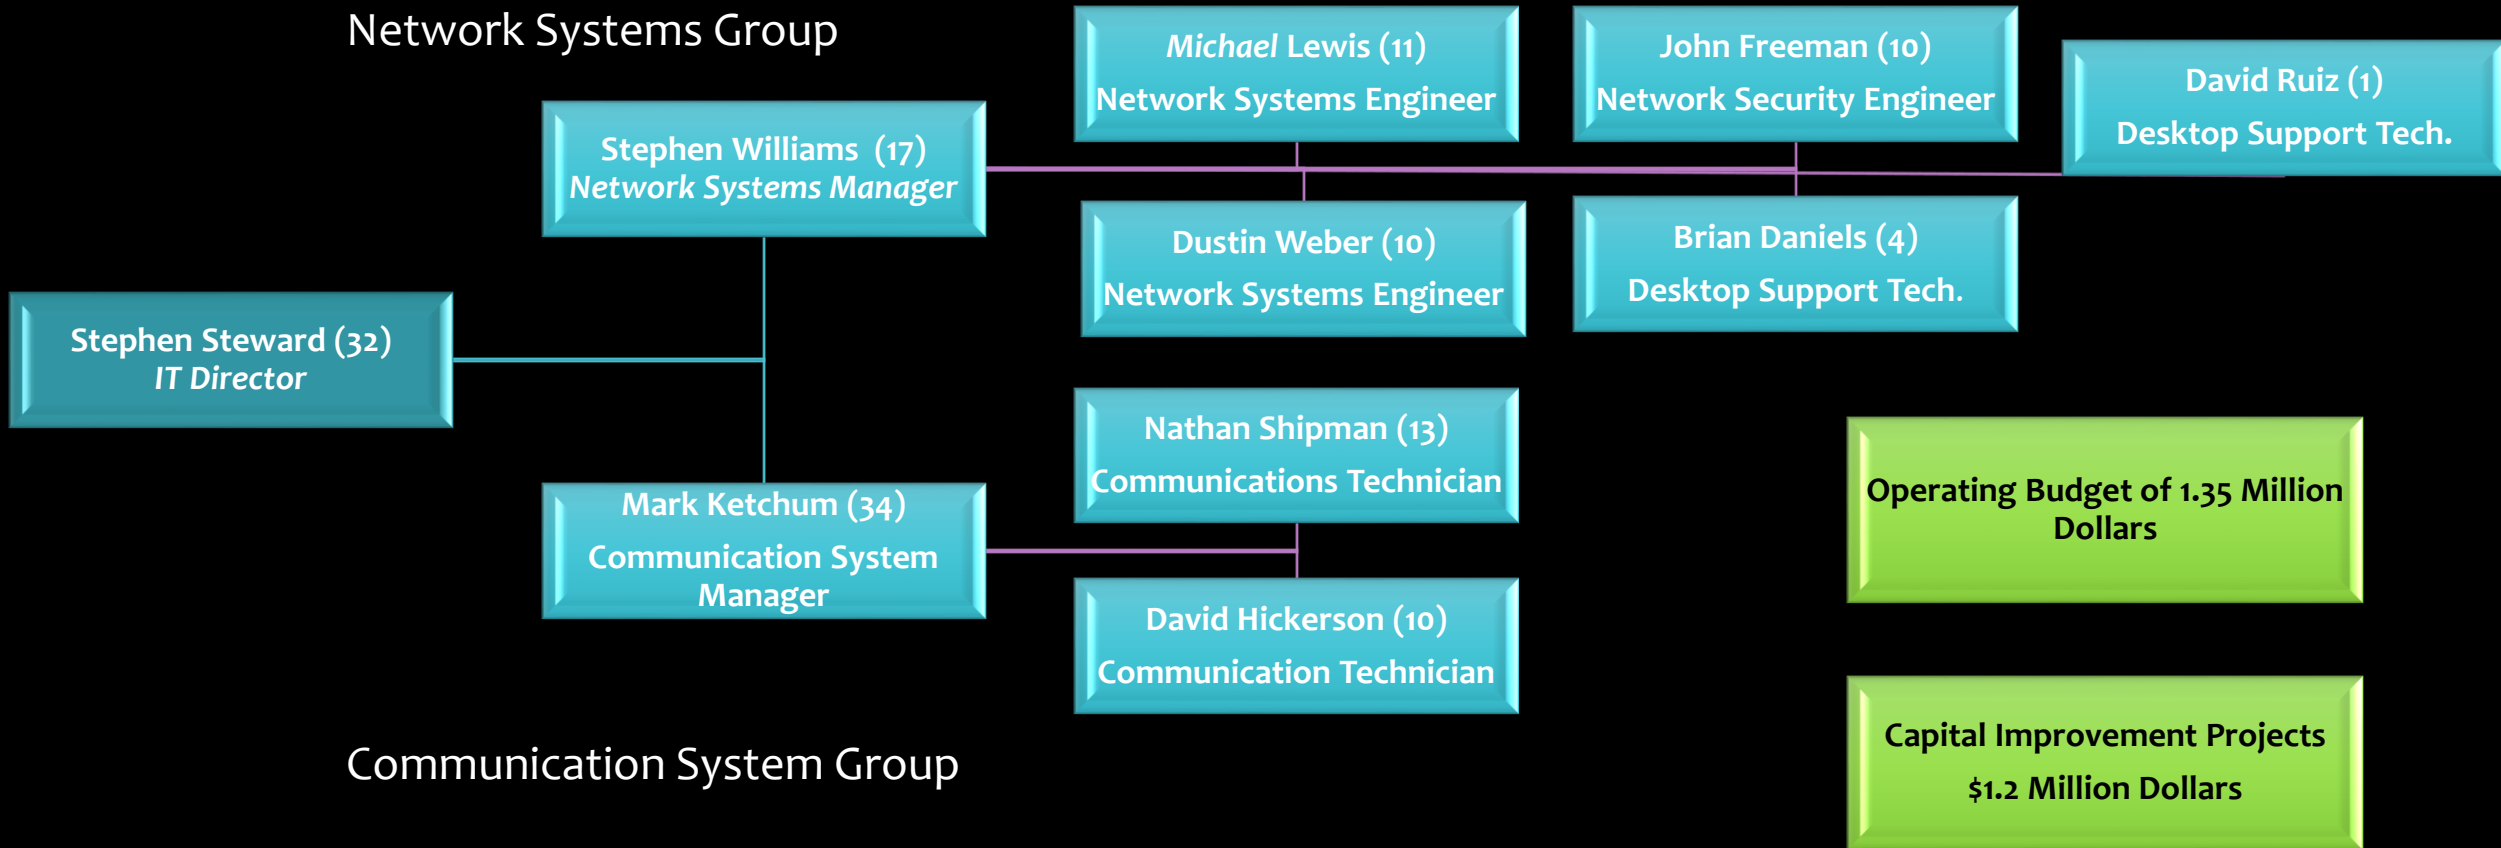 Network Systems Group
Michael Lewis (11)
Network Systems Engineer
John Freeman (10)
Network Security Engineer
David Ruiz (1)
Desktop Support Tech.
Stephen Williams (17)
Network Systems Manager
Dustin Weber (10)
Network Systems Engineer
Brian Daniels (4)
Desktop Support Tech.
Stephen Steward (32)
IT Director
Nathan Shipman (13)
Communications Technician
Mark Ketchum (34)
Communication System
Manager
David Hickerson (10)
Communication Technician
Operating Budget of 1.35 Million
Dollars
Capital Improvement Projects
$1.2 Million Dollars
Communication System Group